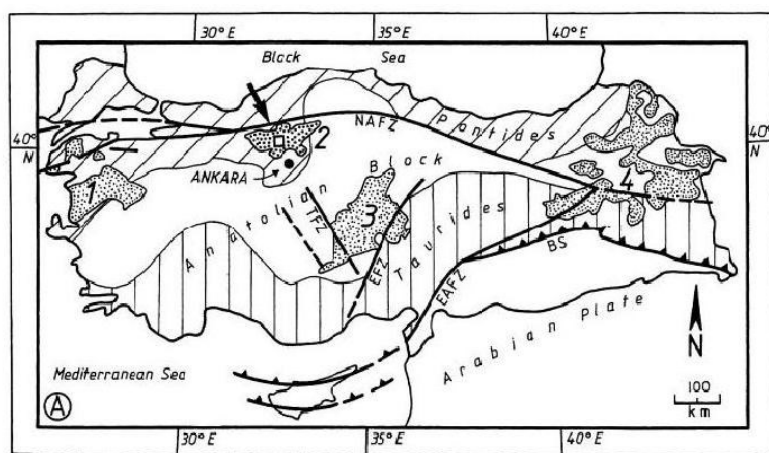 30°E 35°E 40°E
Black Sea
40°
N
40°
N
NAFZ
Pontides
2
ANKARA
Block
1
3
4
Anatolian
TFZ
EFZ
Taurides
EAFZ
BS
Arabian Plate
N
Mediterranean Sea
100
km
A
30°E 35°E 40°E